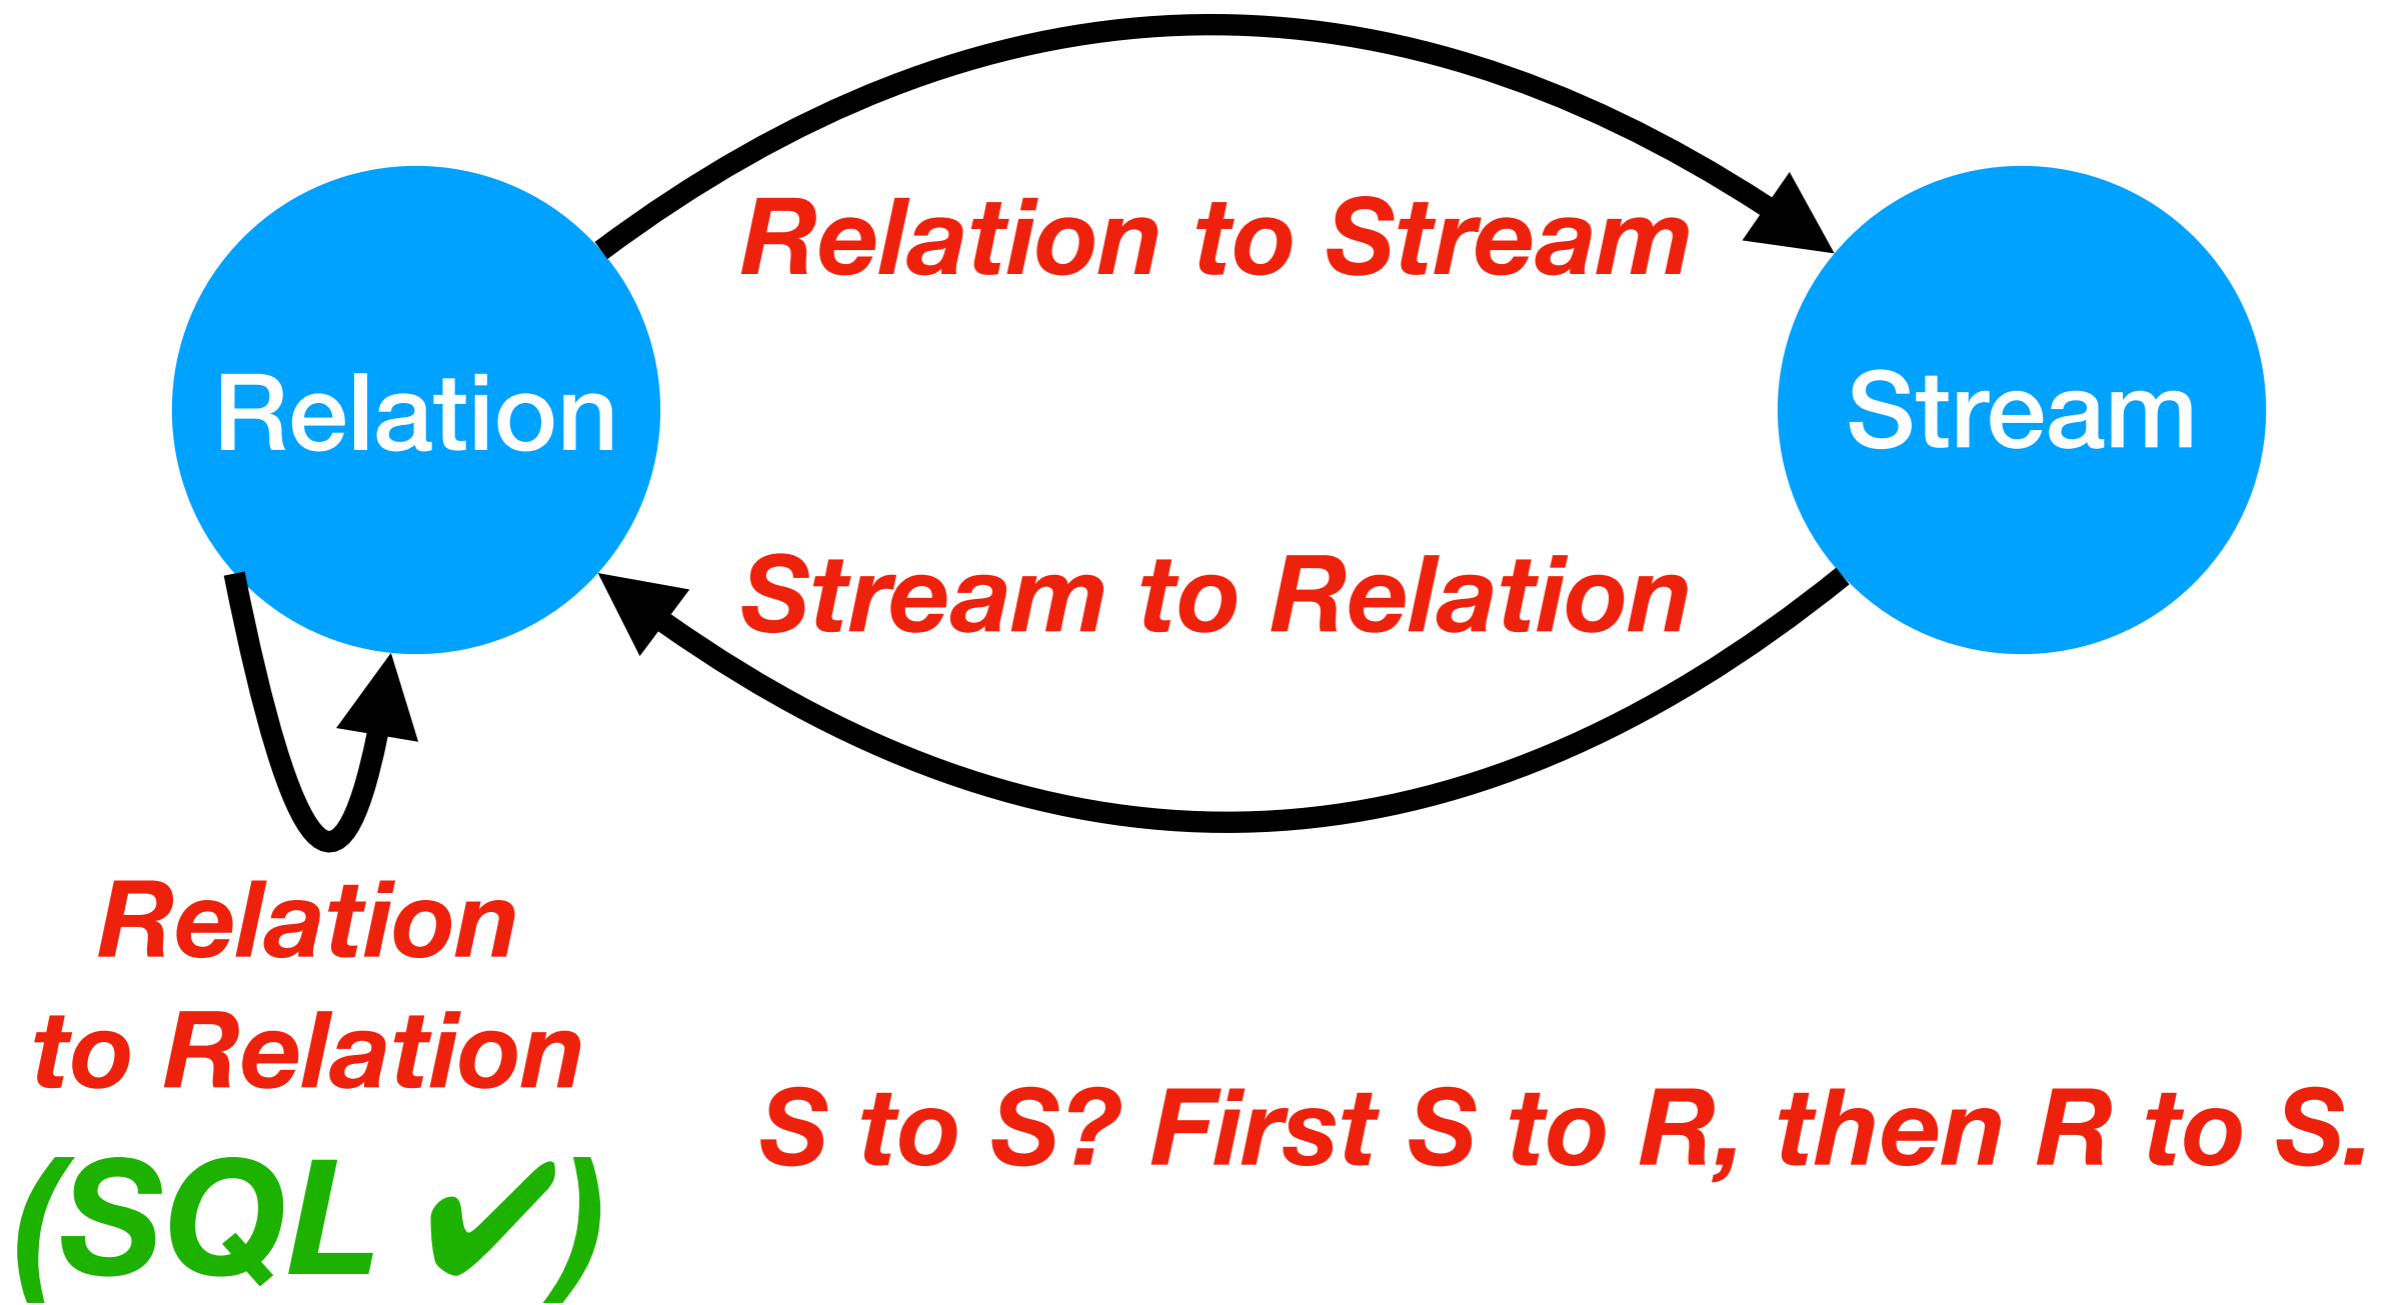 Relation to Stream
Relation
Stream
Stream to Relation
Relation
to Relation
S to S? First S to R, then R to S.
(SQL ✔)